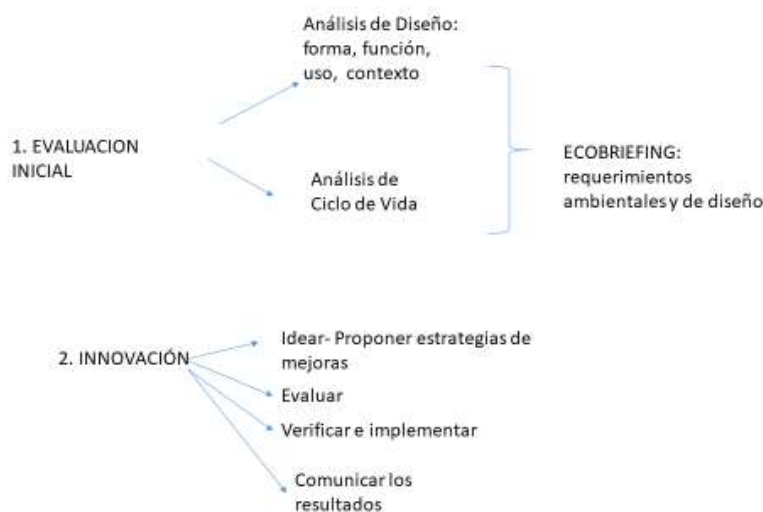 Análisis de Diseño:
forma, función,
uso, contexto
1. EVALUACION
INICIAL
Análisis de
Ciclo de Vida
ECOBRIEFING:
requerimientos
ambientales y de diseño
2. INNOVACIÓN
Idear- Proponer estrategias de
mejoras
Evaluar
Verificar e implementar
Comunicar los
resultados